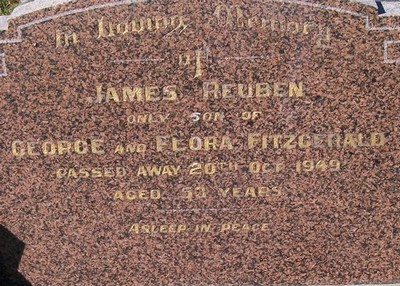 In Loving Memory
of
JAMES REUBEN
ONLY SON OF
GEORGE AND FLORA FITZGERALD
PASSED AWAY 20TH OCT 1949
AGED 53 YEARS.
ASLEEP IN PEACE